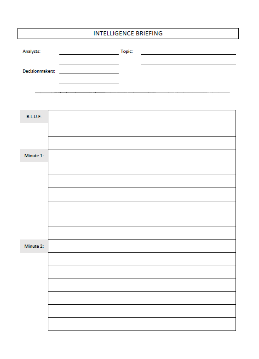 INTELLIGENCE BRIEFING
Analysts: Topic:
Decisionmakers:
B.L.U.F.
Minute 1:
Minute 2: